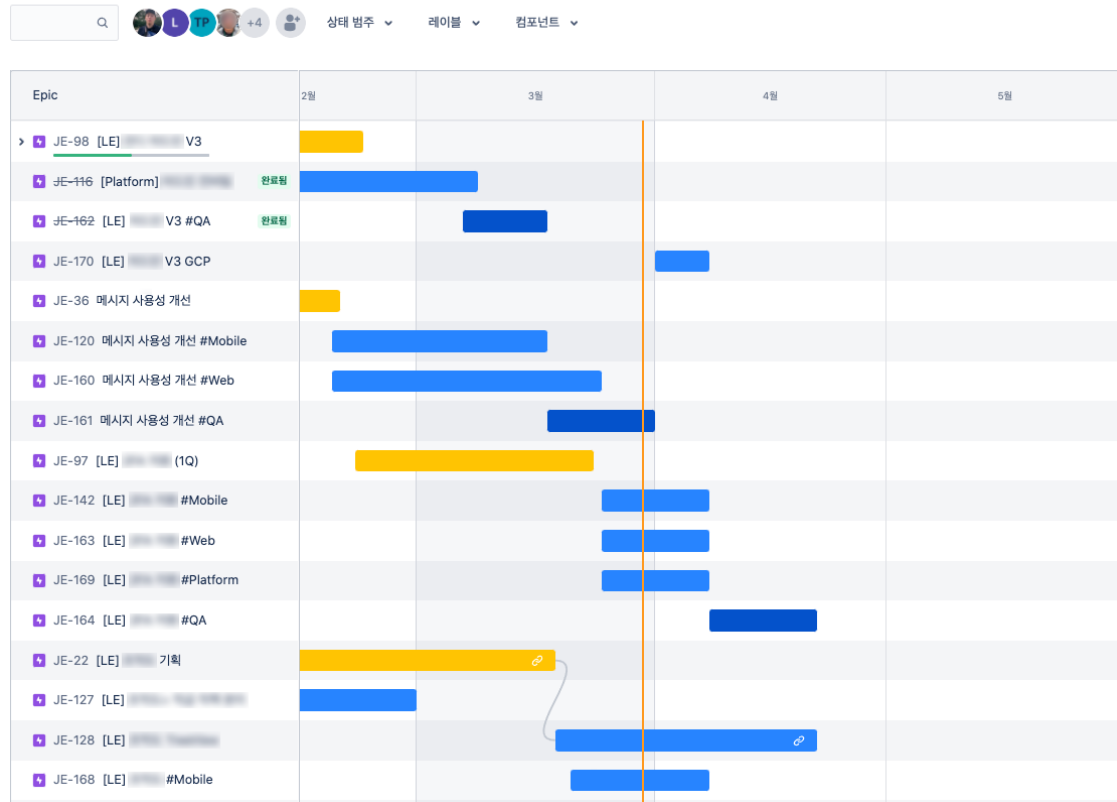 L TP +4 상태 범주 레이블 컴포넌트
Epic 2월 3월 4월 5월
JE-98 [LE] V3
JE-116 [Platform] 완료됨
JE-162 [LE] V3 #QA 완료됨
JE-170 [LE] V3 GCP
JE-36 메시지 사용성 개선
JE-120 메시지 사용성 개선 #Mobile
JE-160 메시지 사용성 개선 #Web
JE-161 메시지 사용성 개선 #QA
JE-97 [LE] (1Q)
JE-142 [LE] #Mobile
JE-163 [LE] #Web
JE-169 [LE] #Platform
JE-164 [LE] #QA
JE-22 [LE] 기획
JE-127 [LE]
JE-128 [LE]
JE-168 [LE] #Mobile